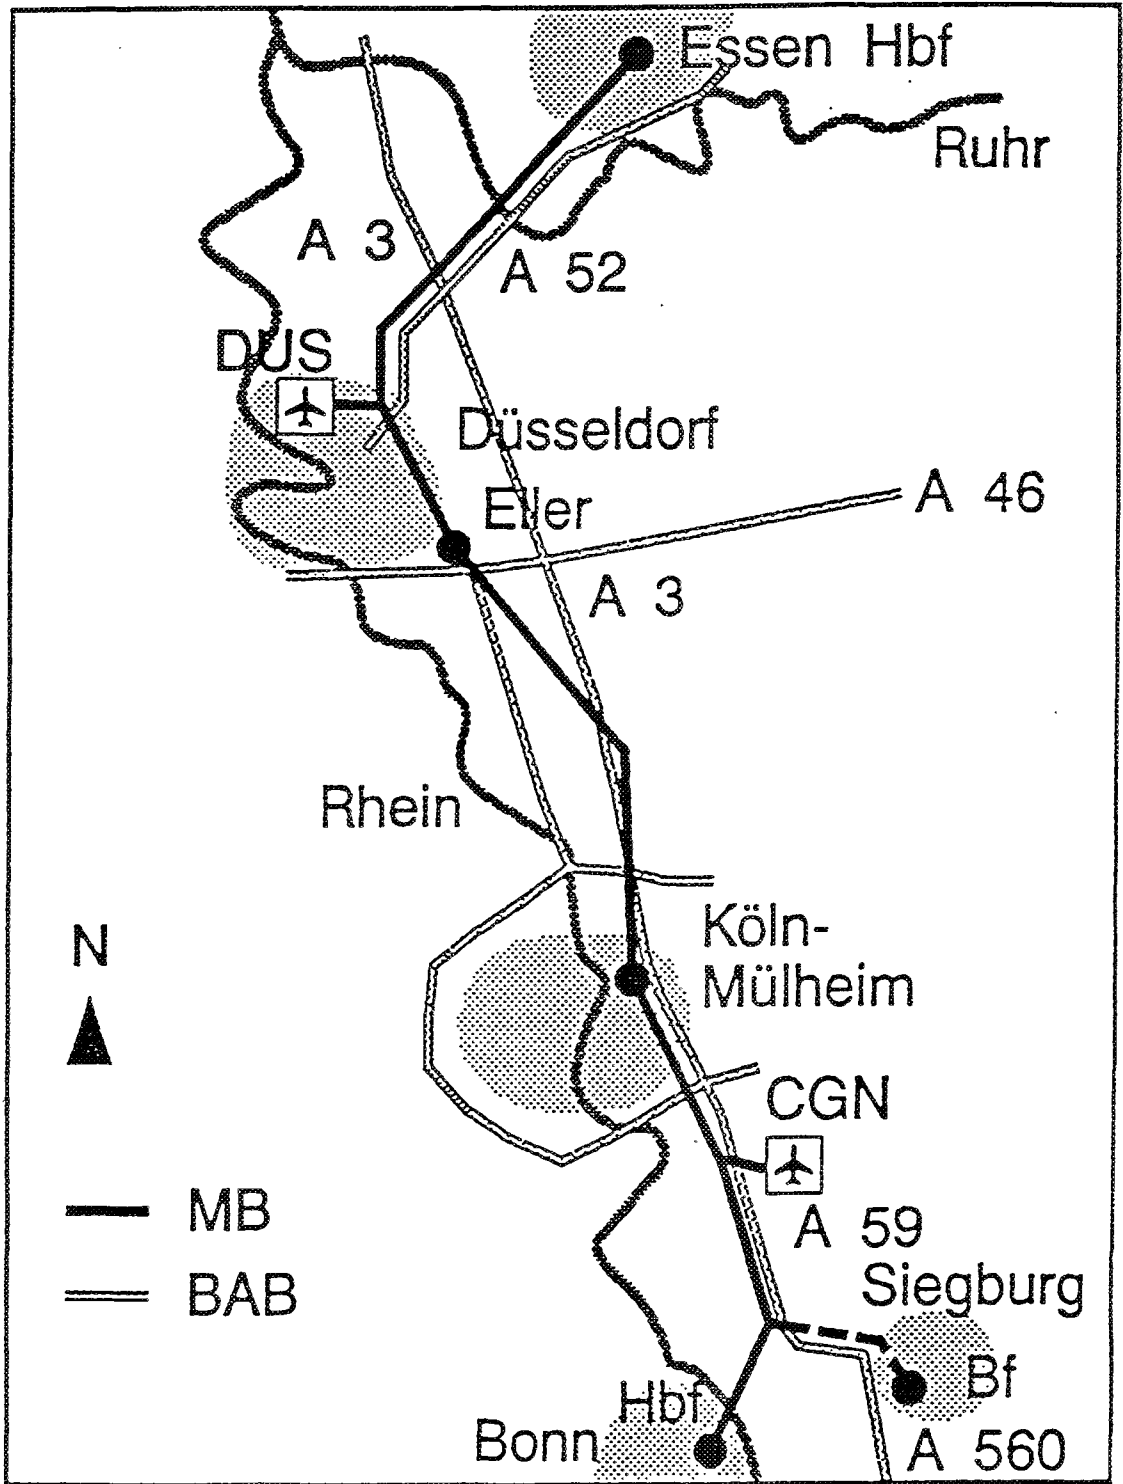 Essen Hbf
Ruhr
A 3
A 52
DUS
Düsseldorf
Eller
A 46
A 3
Rhein
Köln-
Mülheim
N
CGN
MB
A 59
BAB
Siegburg
Bf
Hbf
Bonn
A 560